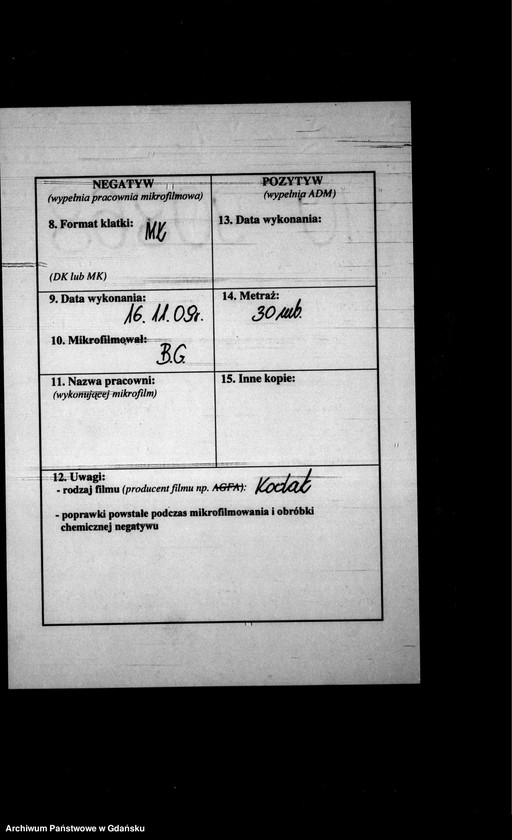 NEGATYW
(wypełnia pracownia mikrofilmowa)
8. Format klatki: MK
(DK lub MK)
9. Data wykonania:
16.11.09r.
10. Mikrofilmował:
B.G.
11. Nazwa pracowni:
(wykonującej mikrofilm)
POZYTYW
(wypełnia ADM)
13. Data wykonania:
14. Metraż:
30 mb.
15. Inne kopie:
12. Uwagi:
- rodzaj filmu (producent filmu np. AGFA): Kodak
- poprawki powstałe podczas mikrofilmowania i obróbki
chemicznej negatywu
Archiwum Państwowe w Gdańsku